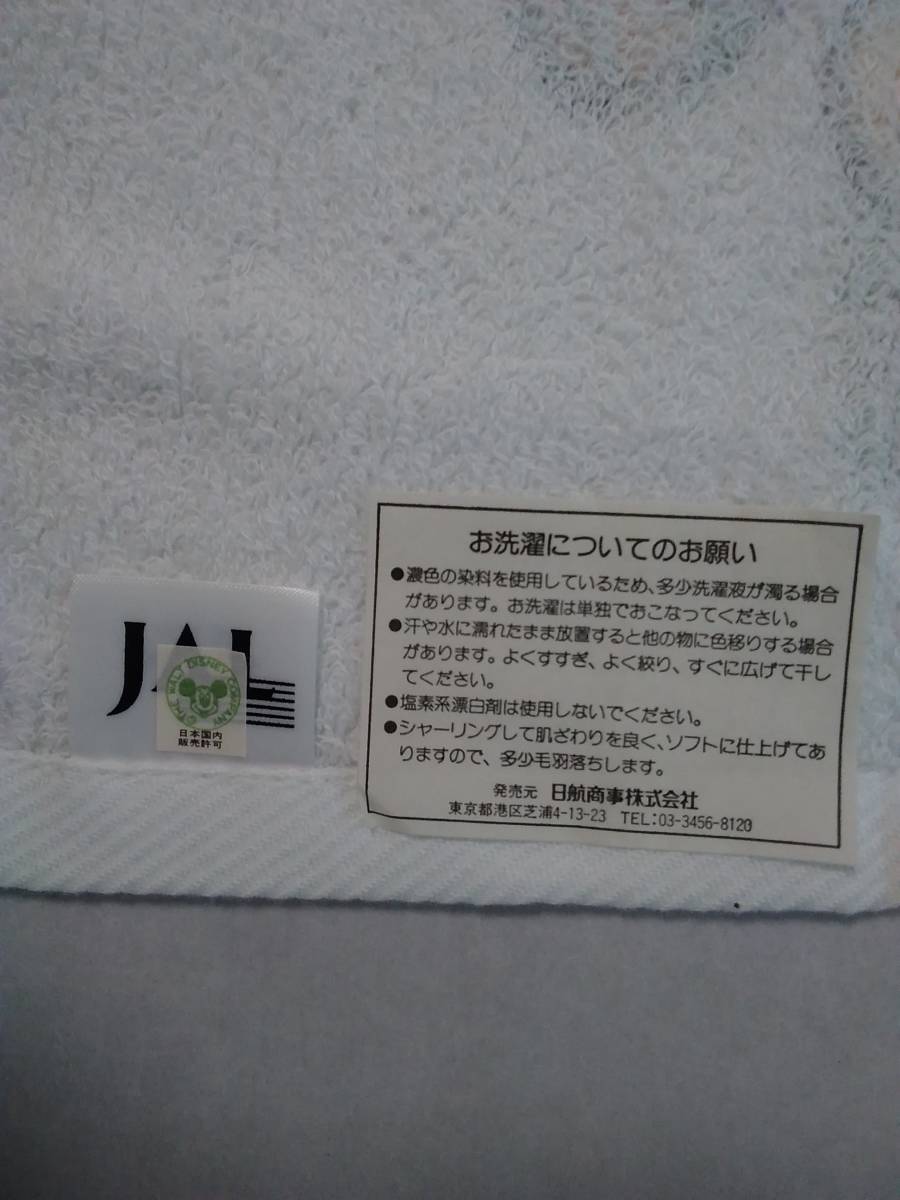 お洗濯についてのお願い
●濃色の染料を使用しているため、多少洗濯液が濁る場合
があります。お洗濯は単独でおこなってください。
●汗や水に濡れたまま放置すると他の物に色移りする場合
があります。よくすすぎ、よく絞り、すぐに広げて干し
てください。
●塩素系漂白剤は使用しないでください。
●シャーリングして肌ざわりを良く、ソフトに仕上げてあ
りますので、多少毛羽落ちします。
発売元 日航商事株式会社
東京都港区芝浦4-13-23 TEL:03-3456-8120
JAL
©THE WALT DISNEY COMPANY
日本国内
販売許可